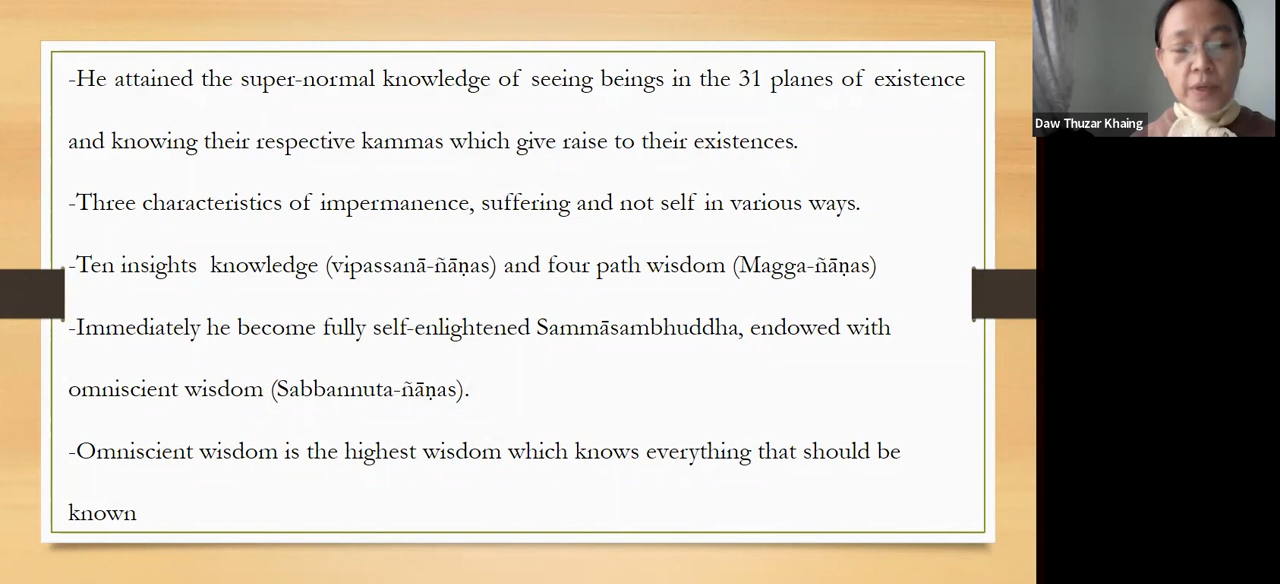 -He attained the super-normal knowledge of seeing beings in the 31 planes of existence
and knowing their respective kammas which give raise to their existences.
-Three characteristics of impermanence, suffering and not self in various ways.
-Ten insights knowledge (vipassanā-ñāṇas) and four path wisdom (Magga-ñāṇas)
-Immediately he become fully self-enlightened Sammāsambhuddha, endowed with
omniscient wisdom (Sabbannuta-ñāṇas).
-Omniscient wisdom is the highest wisdom which knows everything that should be
known
Daw Thuzar Khaing